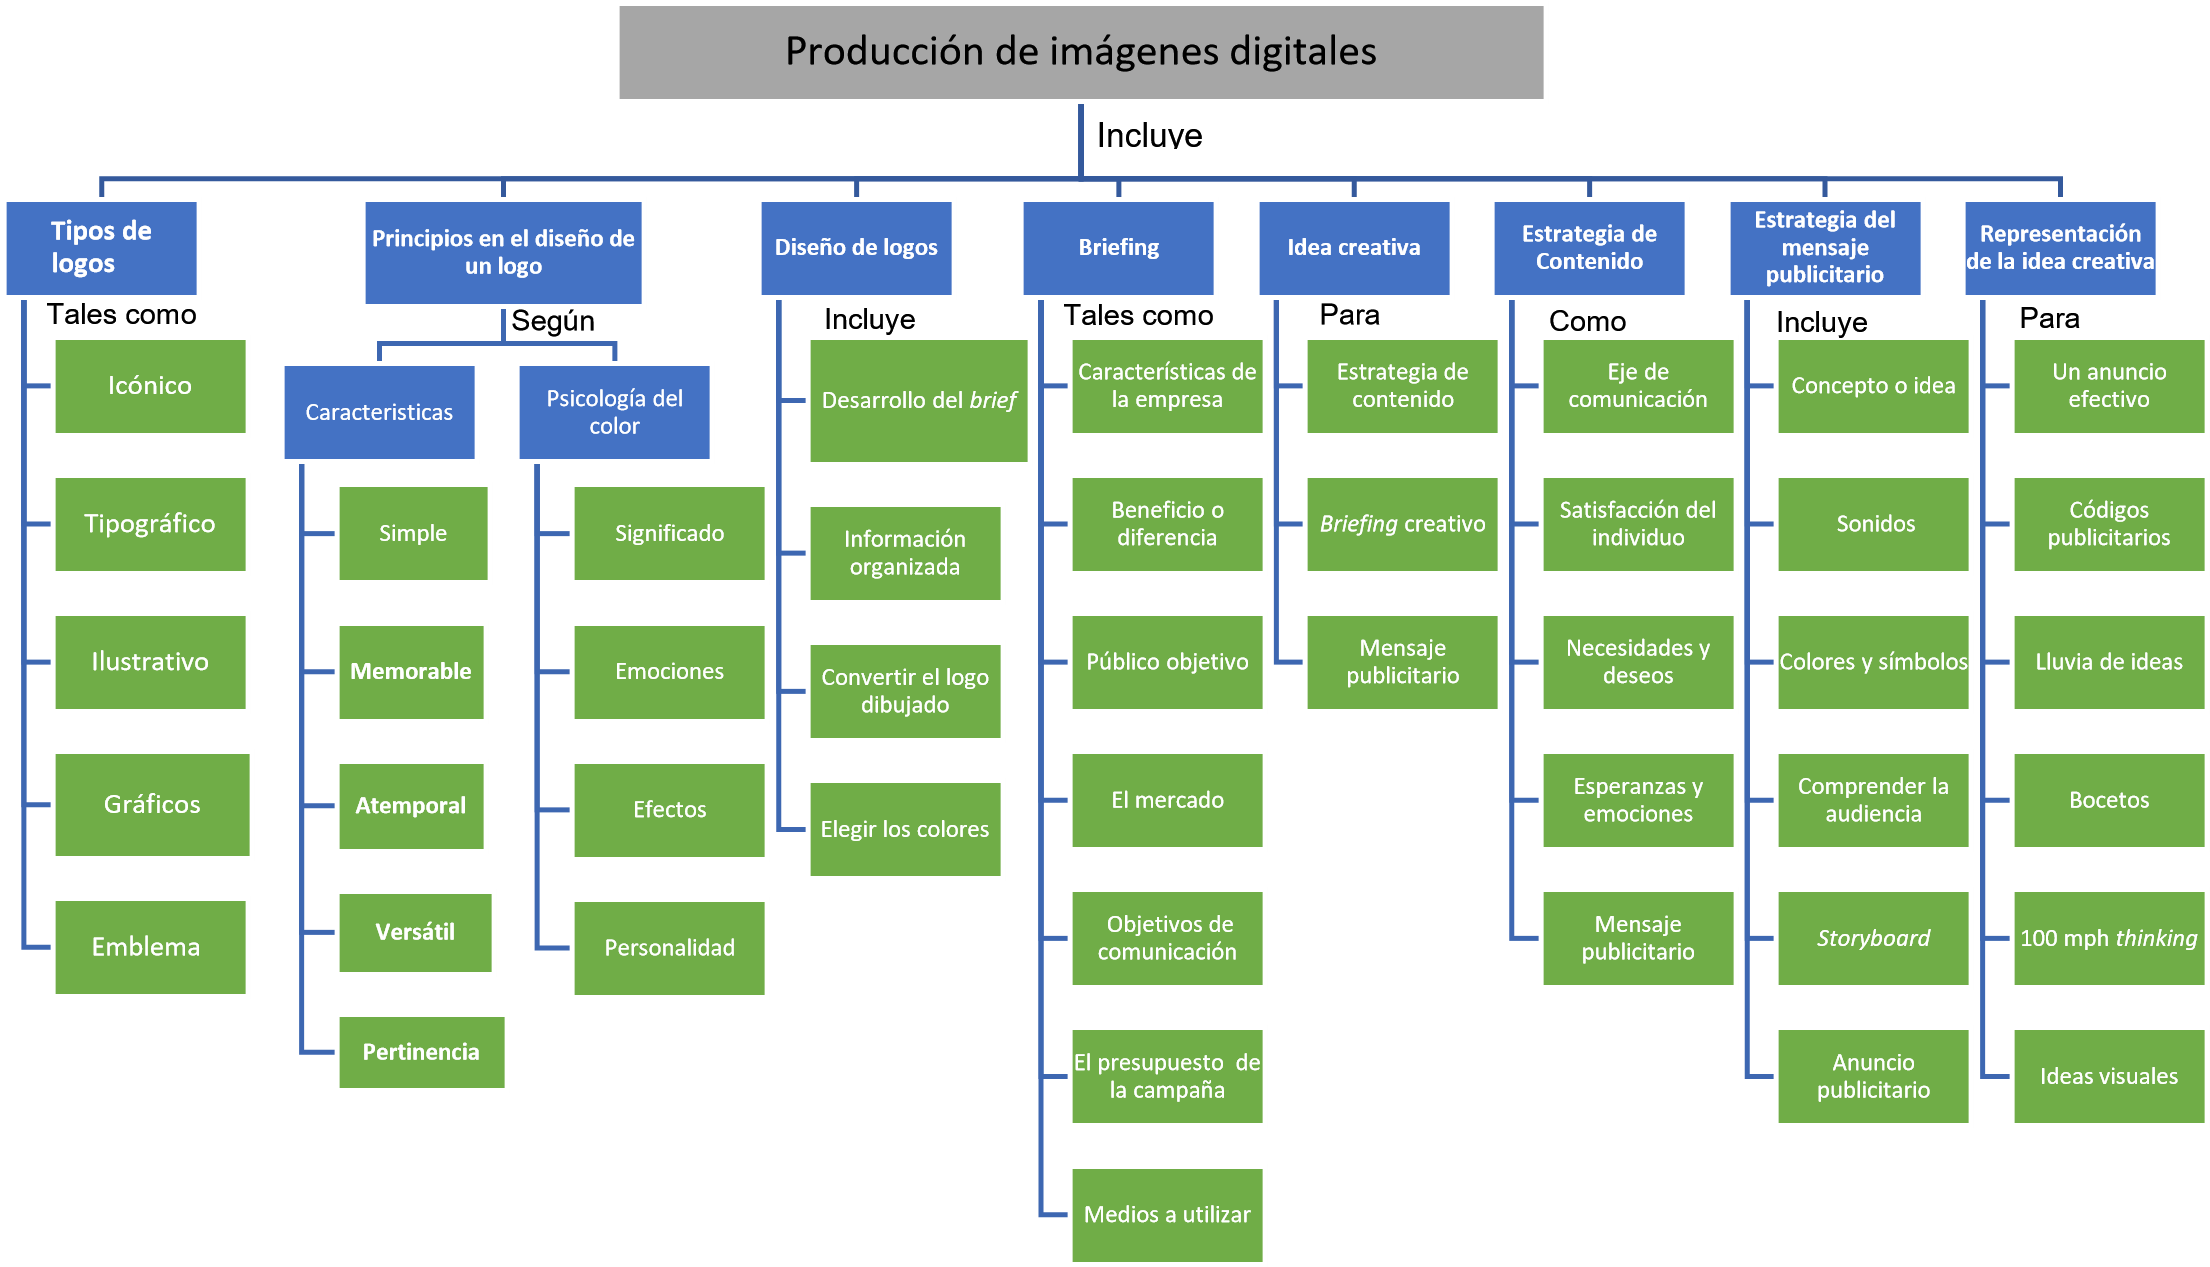 Producción de imágenes digitales
Incluye
Tipos de
logos
Tales como
Icónico
Tipográfico
Ilustrativo
Gráficos
Emblema
Principios en el diseño de
un logo
Según
Caracteristicas
Simple
Memorable
Atemporal
Versátil
Pertinencia
Psicología del
color
Significado
Emociones
Efectos
Personalidad
Diseño de logos
Incluye
Desarrollo del brief
Información
organizada
Convertir el logo
dibujado
Elegir los colores
Briefing
Tales como
Características de
la empresa
Beneficio o
diferencia
Público objetivo
El mercado
Objetivos de
comunicación
El presupuesto de
la campaña
Medios a utilizar
Idea creativa
Para
Estrategia de
contenido
Briefing creativo
Mensaje
publicitario
Estrategia de
Contenido
Como
Eje de
comunicación
Satisfacción del
individuo
Necesidades y
deseos
Esperanzas y
emociones
Mensaje
publicitario
Estrategia del
mensaje
publicitario
Incluye
Concepto o idea
Sonidos
Colores y símbolos
Comprender la
audiencia
Storyboard
Anuncio
publicitario
Representación
de la idea creativa
Para
Un anuncio
efectivo
Códigos
publicitarios
Lluvia de ideas
Bocetos
100 mph thinking
Ideas visuales